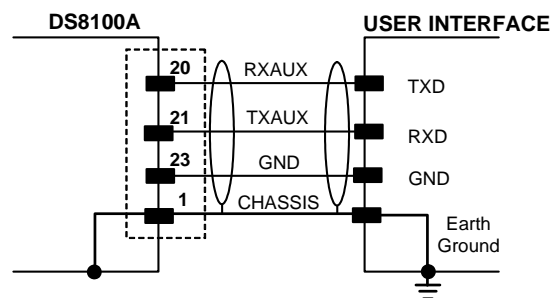 DS8100A
USER INTERFACE
20 RXAUX TXD
21 TXAUX RXD
23 GND GND
1 CHASSIS
Earth
Ground